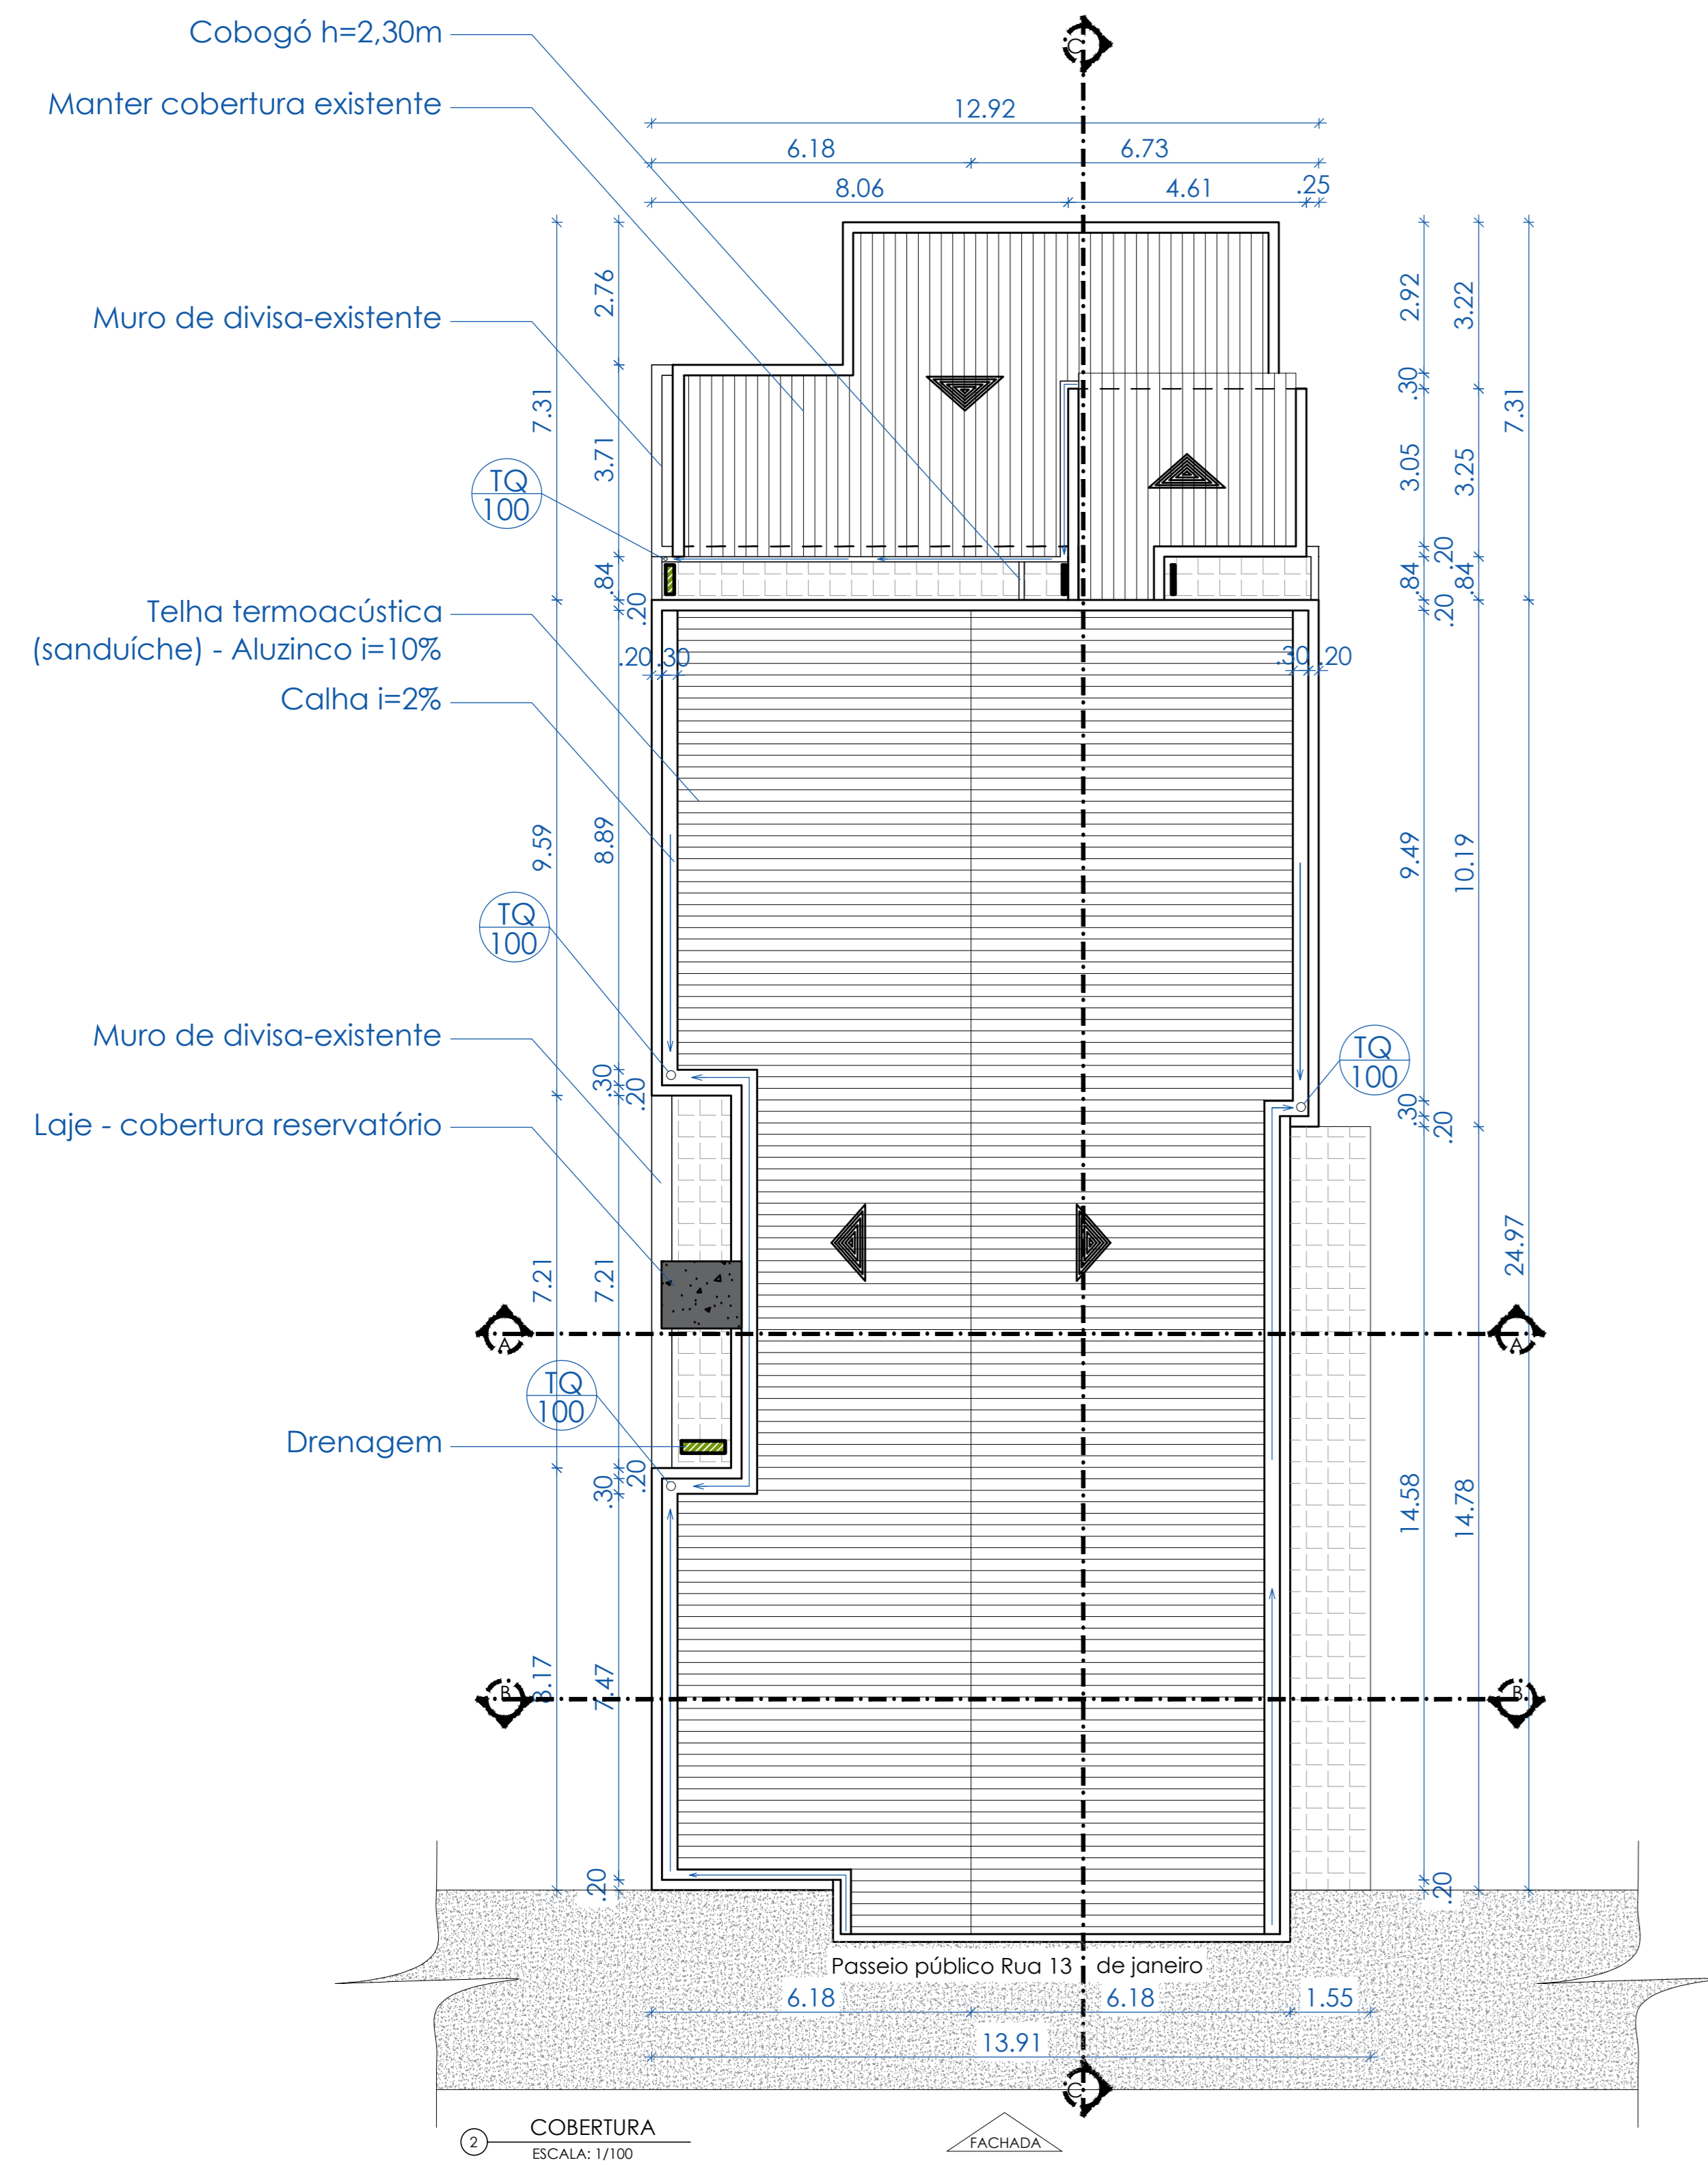 C
Cobogó h=2,30m
Manter cobertura existente
12.92
6.18
6.73
8.06
4.61
.25
Muro de divisa-existente
7.31
2.76
3.71
.84
.20
2.92
.30
3.05
.20
.84
.20
3.22
3.25
.84
7.31
TQ
100
Telha termoacústica
(sanduíche) - Aluzinco i=10%
.20
.30
.30
.20
Calha i=2%
9.59
8.89
9.49
10.19
TQ
100
Muro de divisa-existente
.30
.20
TQ
100
.30
.20
Laje - cobertura reservatório
7.21
7.21
24.97
A
A
TQ
100
Drenagem
.30
.20
14.58
14.78
8.17
7.47
B
B
.20
.20
Passeio público Rua 13 de janeiro
6.18
6.18
1.55
13.91
C
2
COBERTURA
ESCALA: 1/100
FACHADA